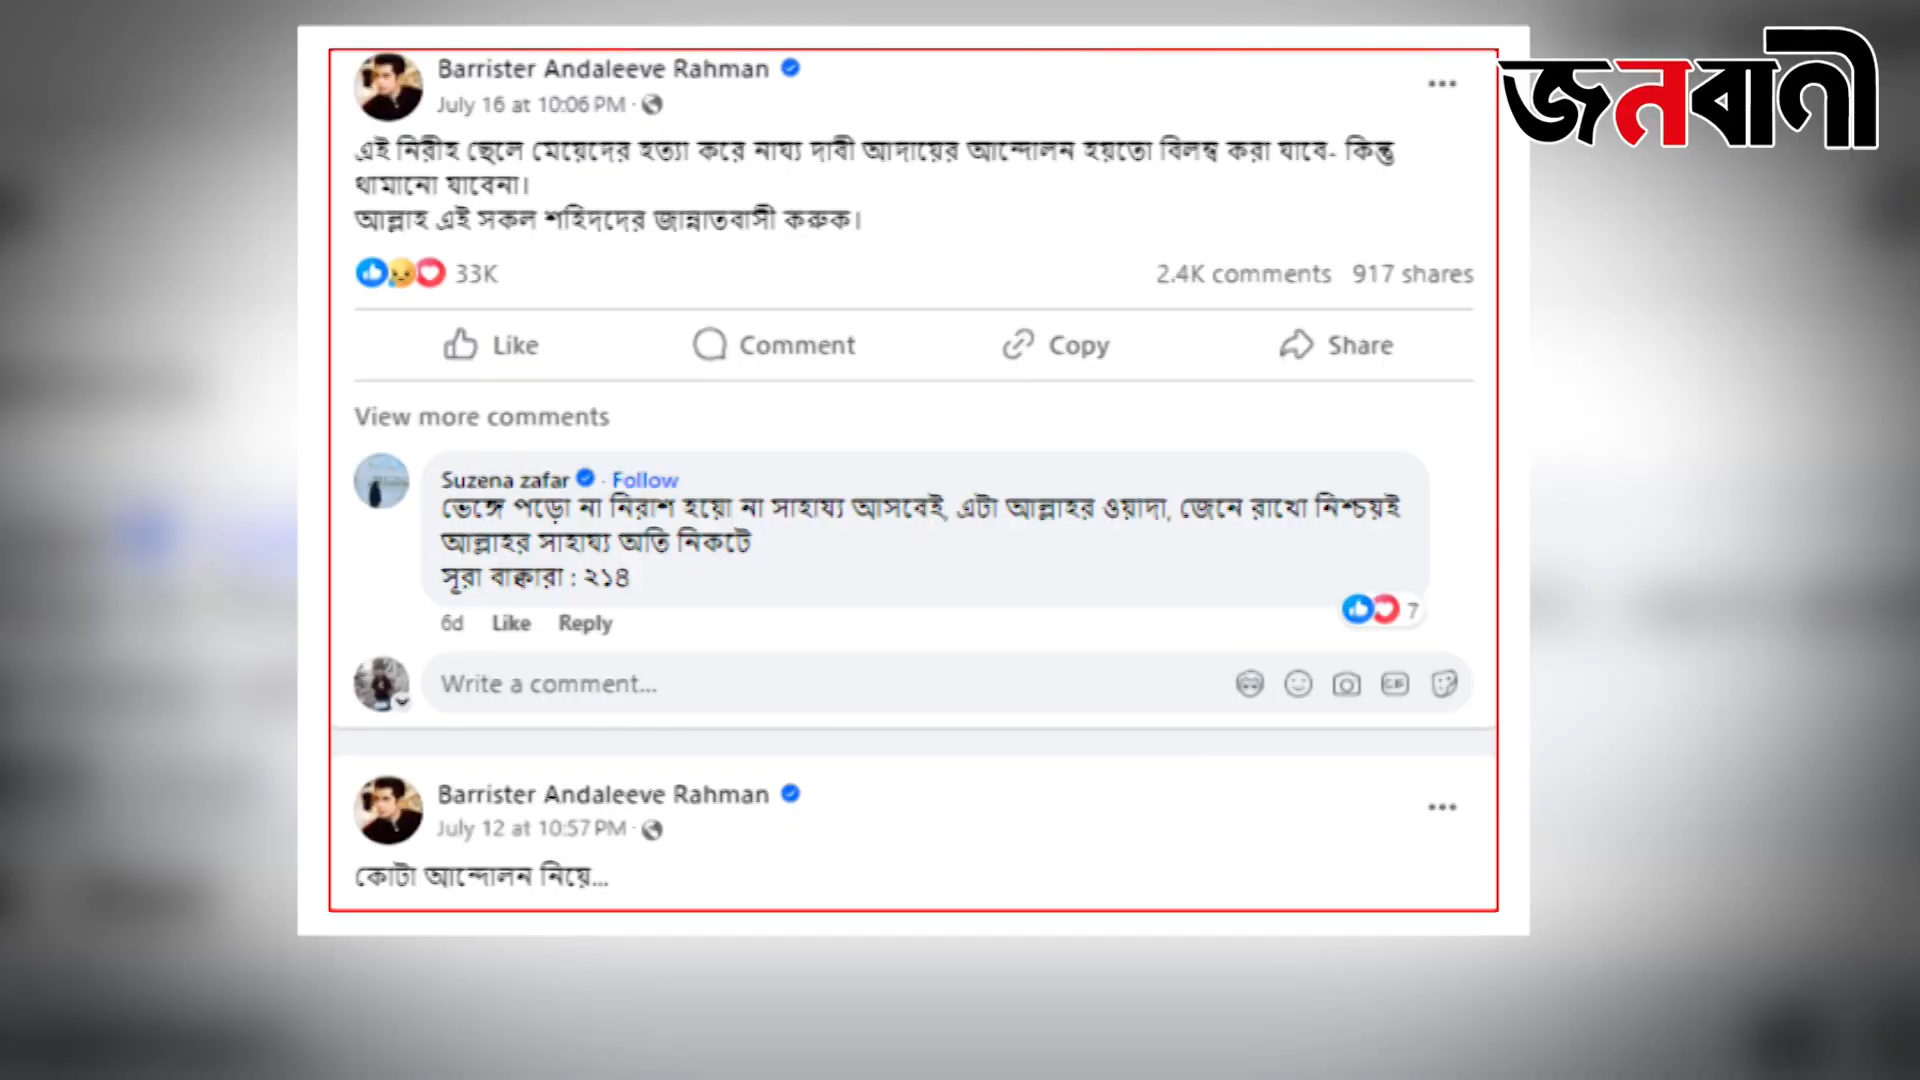 জনবাণী
Barrister Andaleeve Rahman
July 16 at 10:06 PM ·
এই নিরীহ ছেলে মেয়েদের হত্যা করে নায্য দাবী আদায়ের আন্দোলন হয়তো বিলম্ব করা যাবে- কিন্তু
থামানো যাবেনা।
আল্লাহ এই সকল শহিদদের জান্নাতবাসী করুক।
33K 2.4K comments 917 shares
Like Comment Copy Share
View more comments
Suzena zafar · Follow
ভেঙ্গে পড়ো না নিরাশ হয়ো না সাহায্য আসবেই, এটা আল্লাহর ওয়াদা, জেনে রাখো নিশ্চয়ই
আল্লাহর সাহায্য অতি নিকটে
সূরা বাক্বারা : ২১৪
7
6d Like Reply
Write a comment...
GIF
Barrister Andaleeve Rahman
July 12 at 10:57 PM ·
কোটা আন্দোলন নিয়ে...